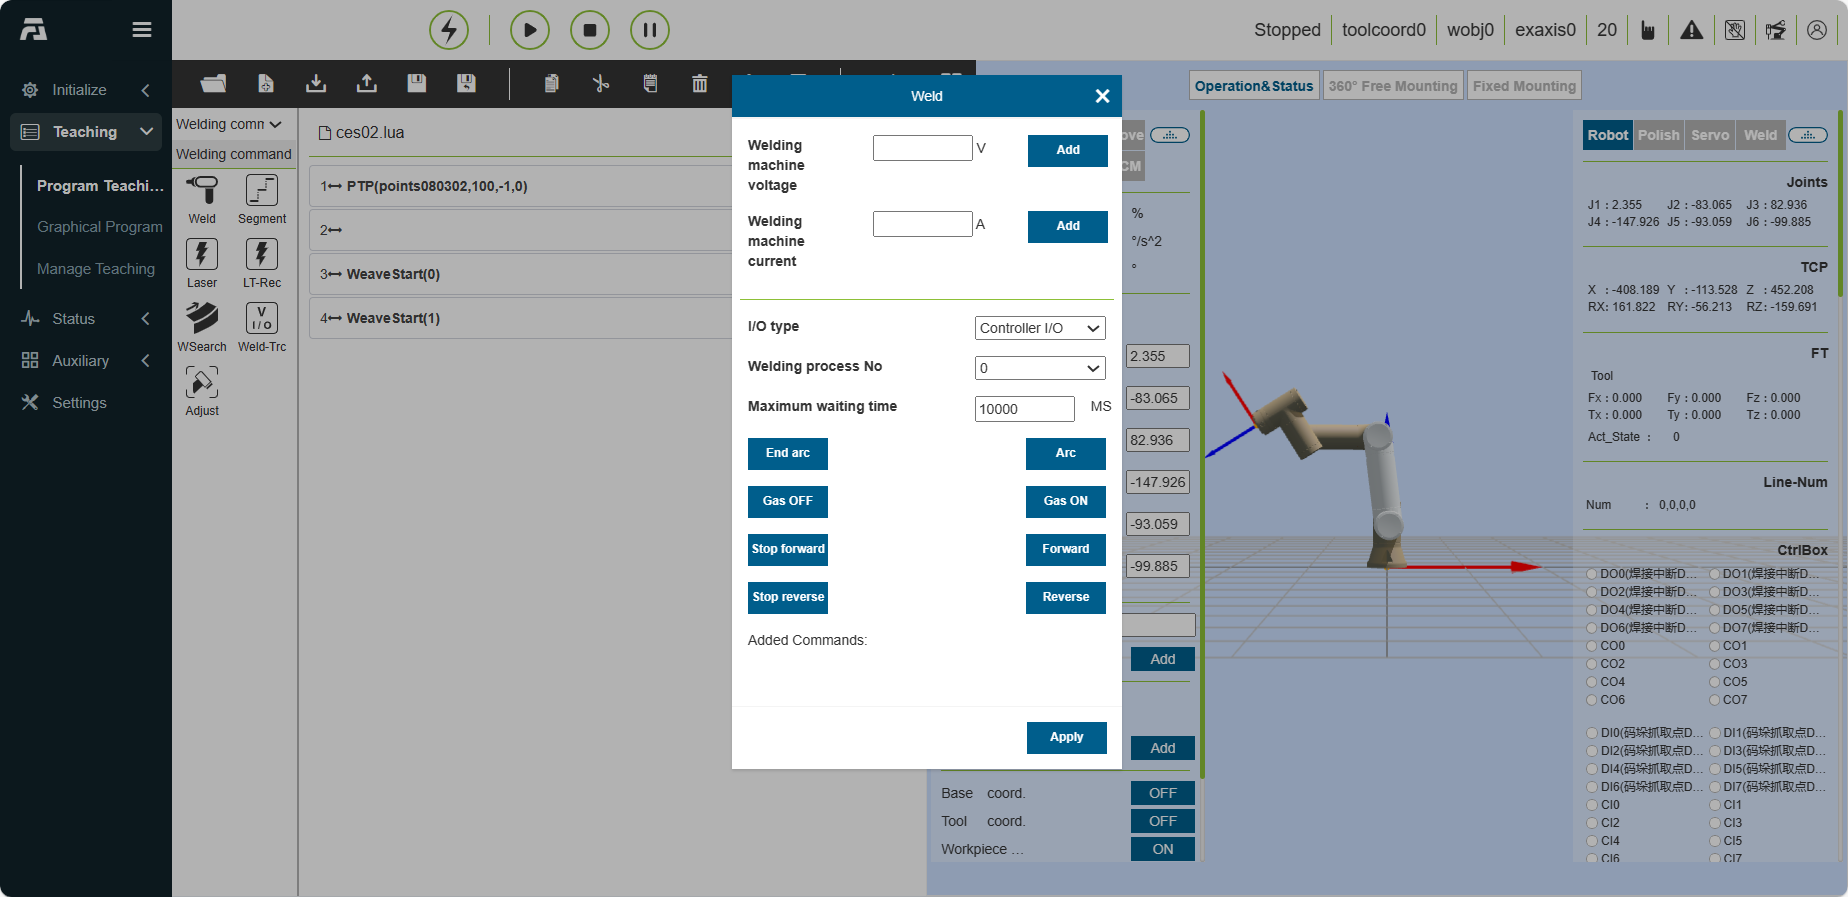 Stopped
toolcoord0
wobj0
exaxis0
20
Initialize
Teaching
Program Teachi...
Graphical Program
Manage Teaching
Status
Auxiliary
Settings
Welding comm
Welding command
Weld
Segment
Laser
LT-Rec
WSearch
Weld-Trc
V
I/O
Adjust
ces02.lua
1 PTP(points080302,100,-1,0)
2
3 WeaveStart(0)
4 WeaveStart(1)
Weld
Welding
machine
voltage
V
Add
Welding
machine
current
A
Add
I/O type
Controller I/O
Welding process No
0
Maximum waiting time
10000
MS
End arc
Arc
Gas OFF
Gas ON
Stop forward
Forward
Stop reverse
Reverse
Added Commands:
Apply
Operation&Status
360° Free Mounting
Fixed Mounting
ove
CM
%
°/s^2
°
2.355
-83.065
82.936
-147.926
-93.059
-99.885
Add
Add
Base coord.
OFF
Tool coord.
OFF
Workpiece ...
ON
Robot
Polish
Servo
Weld
Joints
J1 : 2.355 J2 : -83.065 J3 : 82.936
J4 : -147.926 J5 : -93.059 J6 : -99.885
TCP
X : -408.189 Y : -113.528 Z : 452.208
RX: 161.822 RY: -56.213 RZ: -159.691
FT
Tool
Fx : 0.000 Fy : 0.000 Fz : 0.000
Tx : 0.000 Ty : 0.000 Tz : 0.000
Act_State : 0
Line-Num
Num : 0,0,0,0
CtrlBox
DO0(焊接中断D... DO1(焊接中断D...
DO2(焊接中断D... DO3(焊接中断D...
DO4(焊接中断D... DO5(焊接中断D...
DO6(焊接中断D... DO7(焊接中断D...
CO0 CO1
CO2 CO3
CO4 CO5
CO6 CO7
DI0(码垛抓取点D... DI1(码垛抓取点D...
DI2(码垛抓取点D... DI3(码垛抓取点D...
DI4(码垛抓取点D... DI5(码垛抓取点D...
DI6(码垛抓取点D... DI7(码垛抓取点D...
CI0 CI1
CI2 CI3
CI4 CI5
CI6 CI7